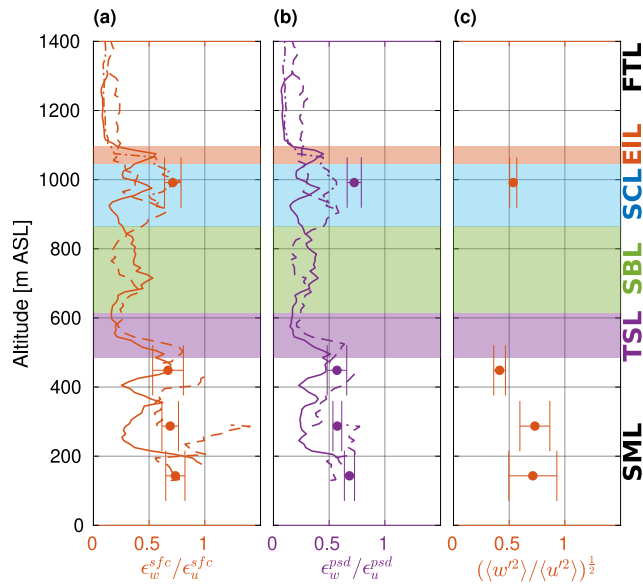 (a) (b) (c)
1400
1200
1000
800
600
400
200
0
Altitude [m ASL]
0 0.5 1
0 0.5 1
0 0.5 1
ϵ_w^{sfc}/ϵ_u^{sfc}
ϵ_w^{psd}/ϵ_u^{psd}
(⟨w′²⟩/⟨u′²⟩)^{1/2}
FTL
EIL
SCL
SBL
TSL
SML